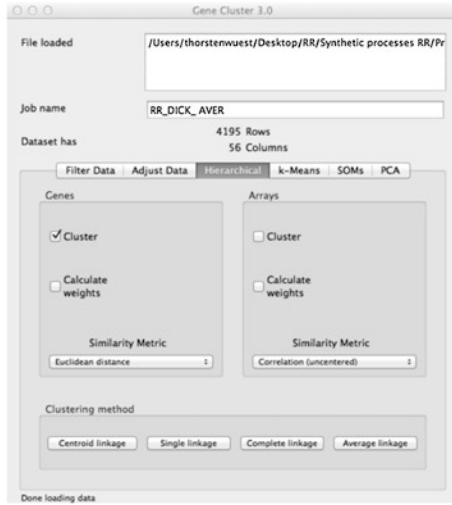 Gene Cluster 3.0
File loaded
/Users/thorstenwuest/Desktop/RR/Synthetic processes RR/Pr
Job name
RR_DICK_ AVER
Dataset has
4195 Rows
56 Columns
Filter Data Adjust Data Hierarchical k-Means SOMs PCA
Genes Arrays
Cluster Cluster
Calculate weights Calculate weights
Similarity Metric Similarity Metric
Euclidean distance Correlation (uncentered)
Clustering method
Centroid linkage Single linkage Complete linkage Average linkage
Done loading data